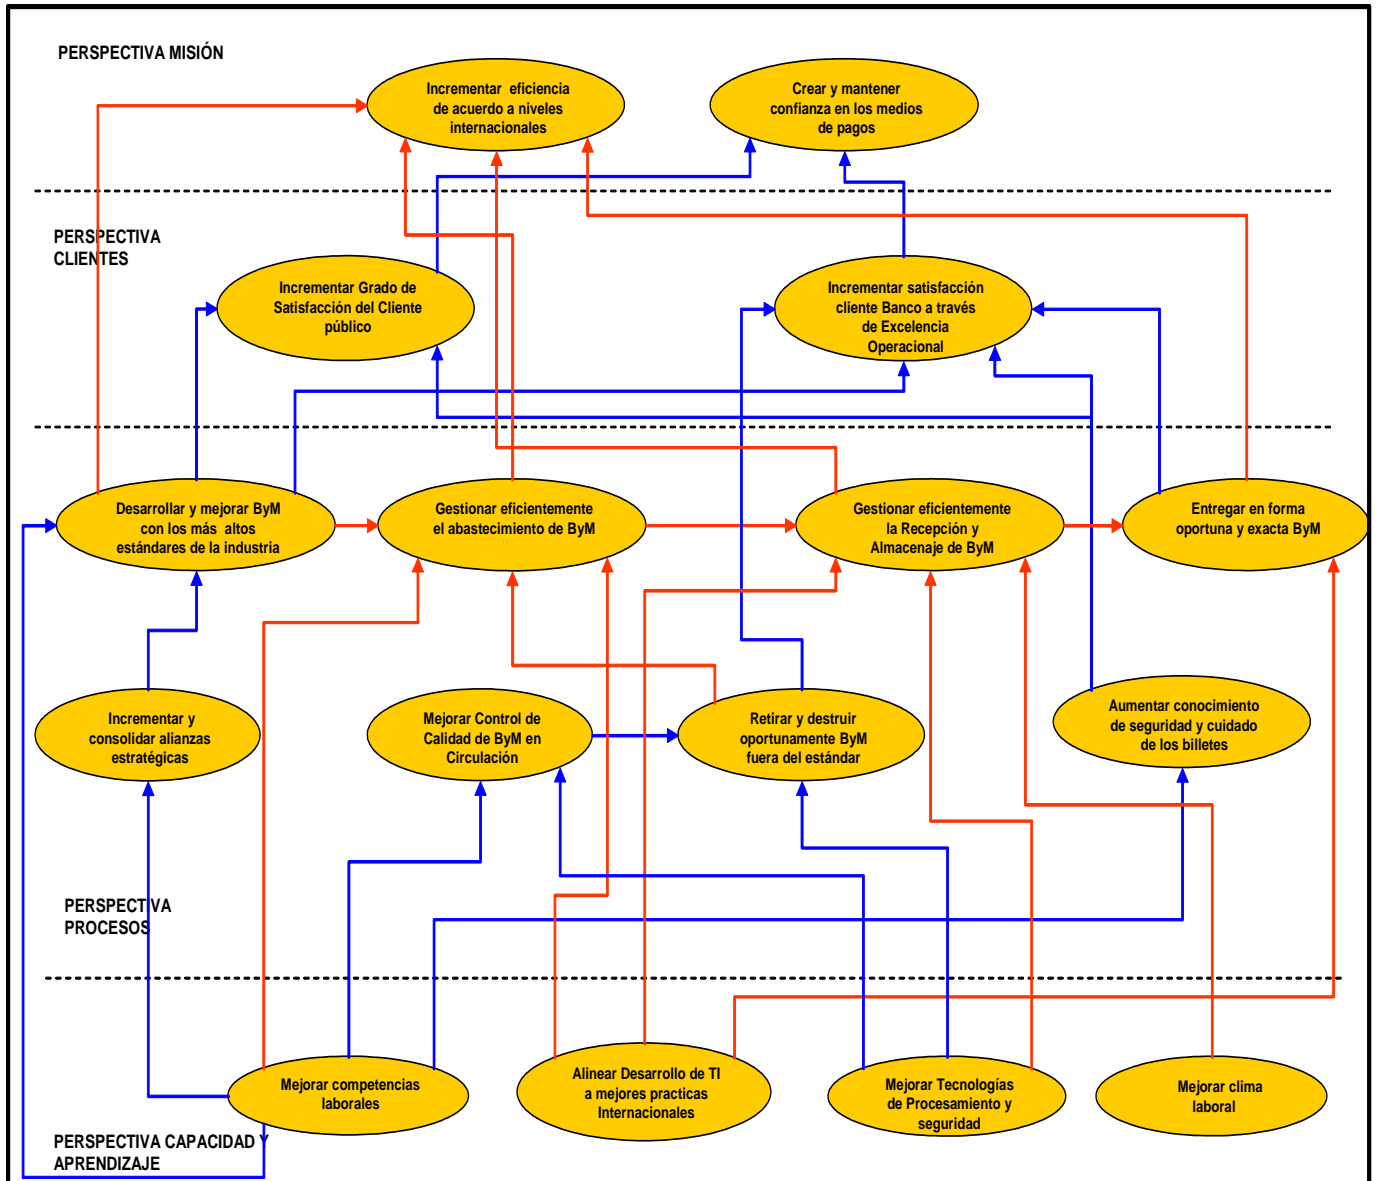 PERSPECTIVA MISIÓN
Incrementar eficiencia
de acuerdo a niveles
internacionales
Crear y mantener
confianza en los medios
de pagos
PERSPECTIVA
CLIENTES
Incrementar Grado de
Satisfacción del Cliente
público
Incrementar satisfacción
cliente Banco a través
de Excelencia
Operacional
Desarrollar y mejorar ByM
con los más altos
estándares de la industria
Gestionar eficientemente
el abastecimiento de ByM
Gestionar eficientemente
la Recepción y
Almacenaje de ByM
Entregar en forma
oportuna y exacta ByM
Incrementar y
consolidar alianzas
estratégicas
Mejorar Control de
Calidad de ByM en
Circulación
Retirar y destruir
oportunamente ByM
fuera del estándar
Aumentar conocimiento
de seguridad y cuidado
de los billetes
PERSPECTIVA
PROCESOS
Mejorar competencias
laborales
Alinear Desarrollo de TI
a mejores practicas
Internacionales
Mejorar Tecnologías
de Procesamiento y
seguridad
Mejorar clima
laboral
PERSPECTIVA CAPACIDAD Y
APRENDIZAJE